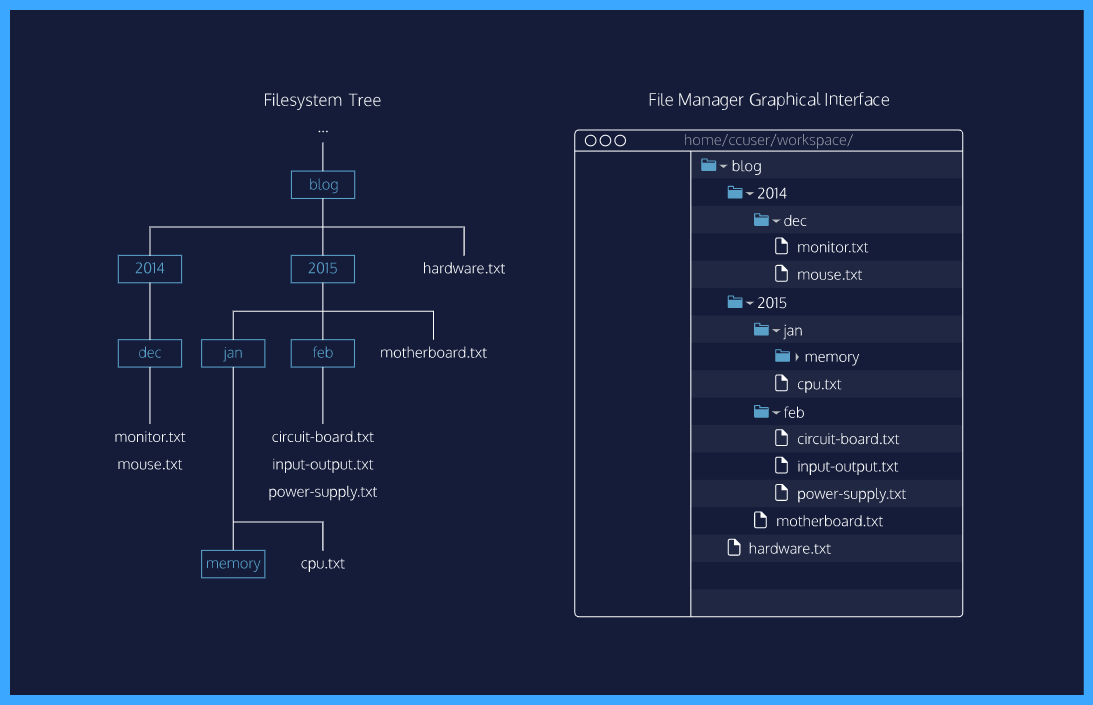 Filesystem Tree
...
blog
2014 2015 hardware.txt
dec jan feb motherboard.txt
monitor.txt circuit-board.txt
mouse.txt input-output.txt
power-supply.txt
memory cpu.txt
File Manager Graphical Interface
home/ccuser/workspace/
blog
2014
dec
monitor.txt
mouse.txt
2015
jan
memory
cpu.txt
feb
circuit-board.txt
input-output.txt
power-supply.txt
motherboard.txt
hardware.txt